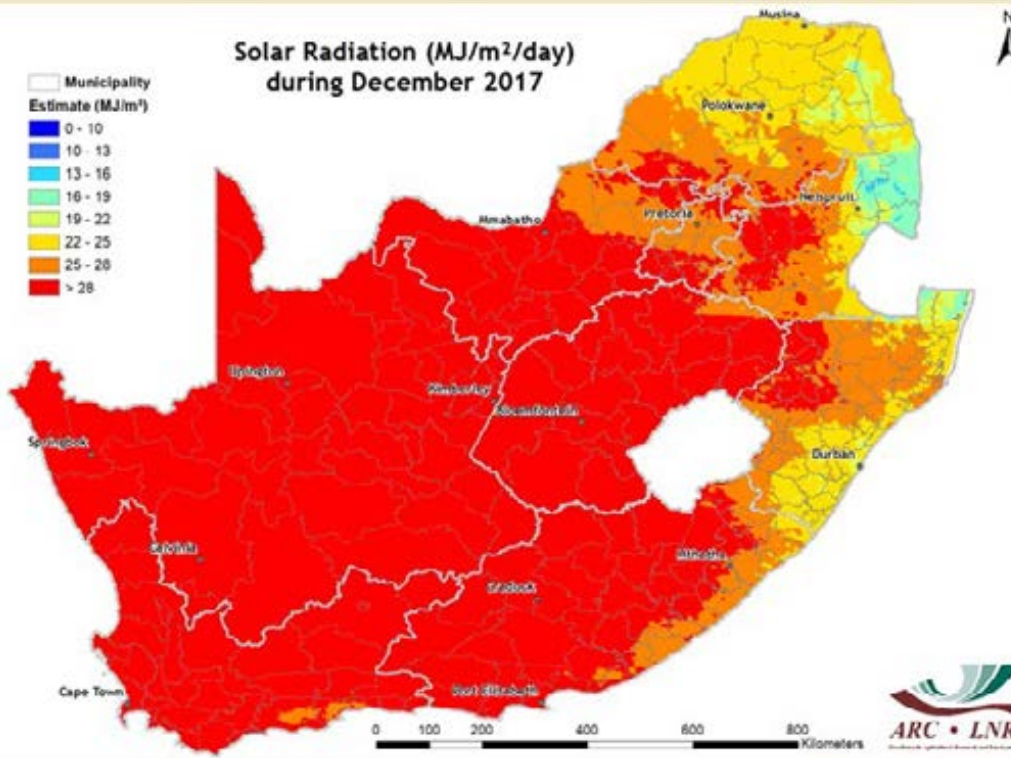 Musina
N
Solar Radiation (MJ/m²/day)
during December 2017
Municipality
Estimate (MJ/m²)
0 - 10
10 - 13
13 - 16
16 - 19
19 - 22
22 - 25
25 - 28
> 28
Polokwane
Nelspruit
Pretoria
Mmabatho
Upington
Kimberley
Bloemfontein
Springbok
Durban
Calvinia
Mthatha
Cradock
Cape Town
Port Elizabeth
0 100 200 400 600 800
Kilometers
ARC • LNR